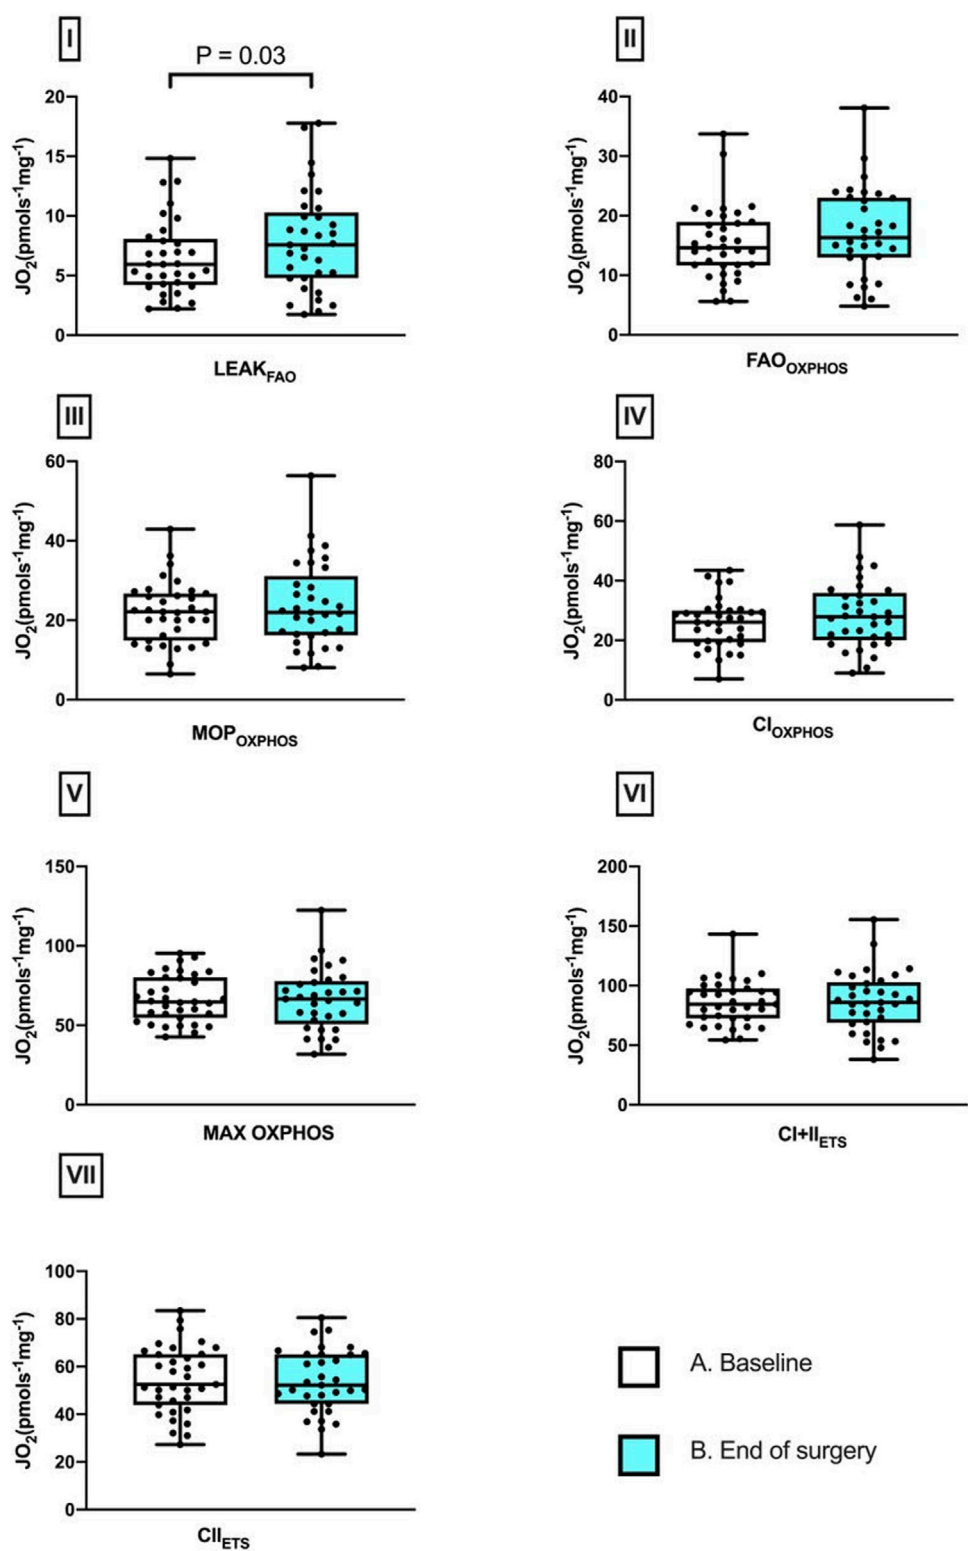 I
II
P = 0.03
20
15
10
5
0
JO2(pmols-1mg-1)
LEAKFAO
40
30
20
10
0
JO2(pmols-1mg-1)
FAOOXPHOS
III
IV
60
40
20
0
JO2(pmols-1mg-1)
MOPOXPHOS
80
60
40
20
0
JO2(pmols-1mg-1)
CIOXPHOS
V
VI
150
100
50
0
JO2(pmols-1mg-1)
MAX OXPHOS
200
150
100
50
0
JO2(pmols-1mg-1)
CI+IIETS
VII
100
80
60
40
20
0
JO2(pmols-1mg-1)
CIIETS
A. Baseline
B. End of surgery